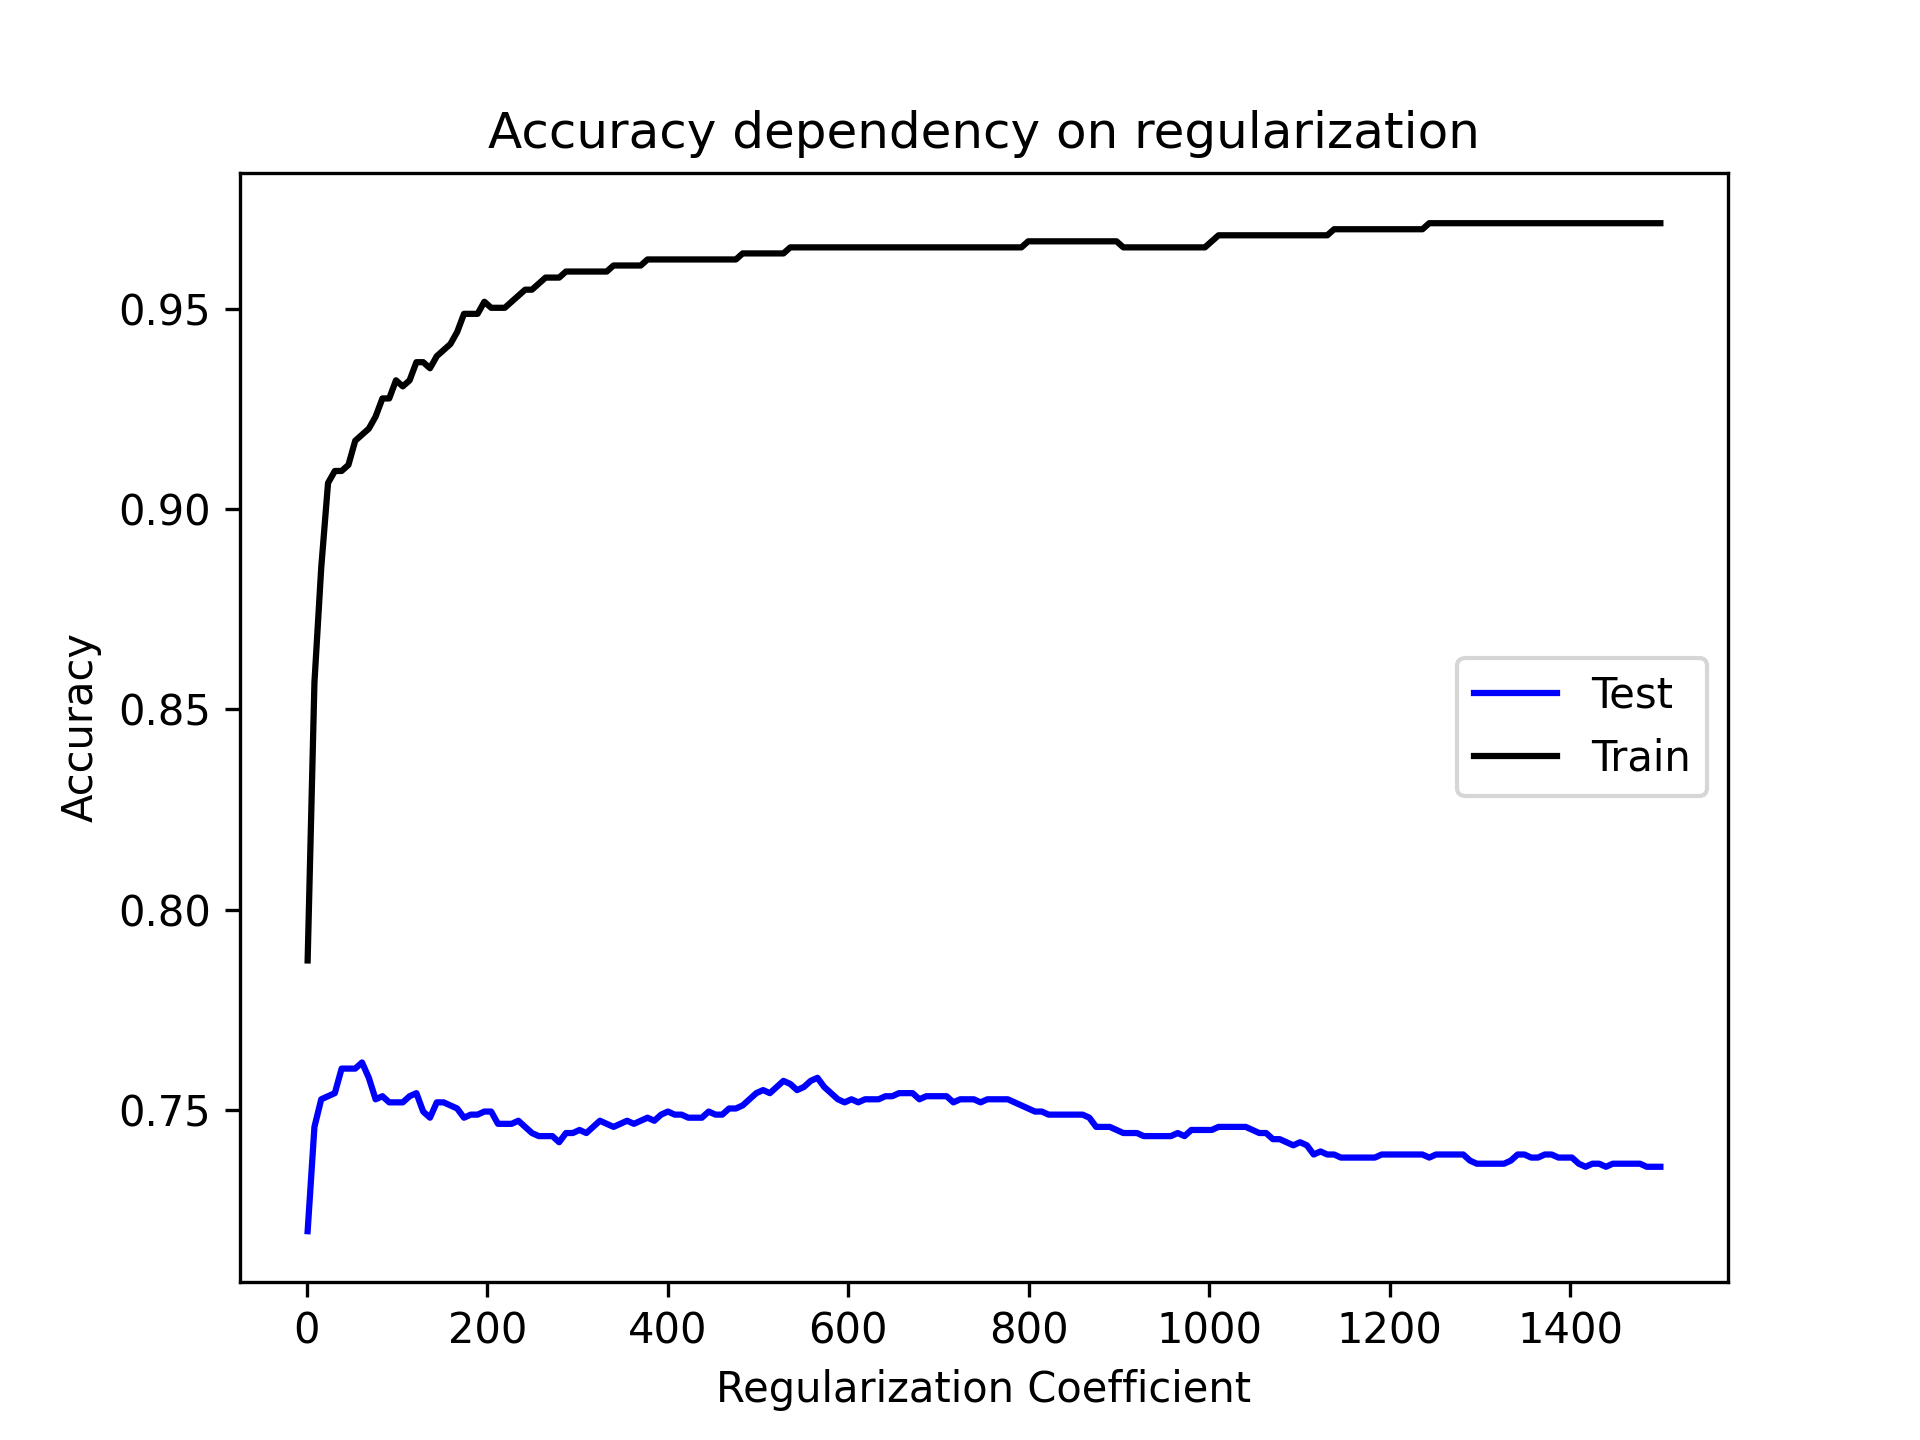 Accuracy dependency on regularization
Accuracy
0.95
0.90
0.85
0.80
0.75
Test
Train
0 200 400 600 800 1000 1200 1400
Regularization Coefficient